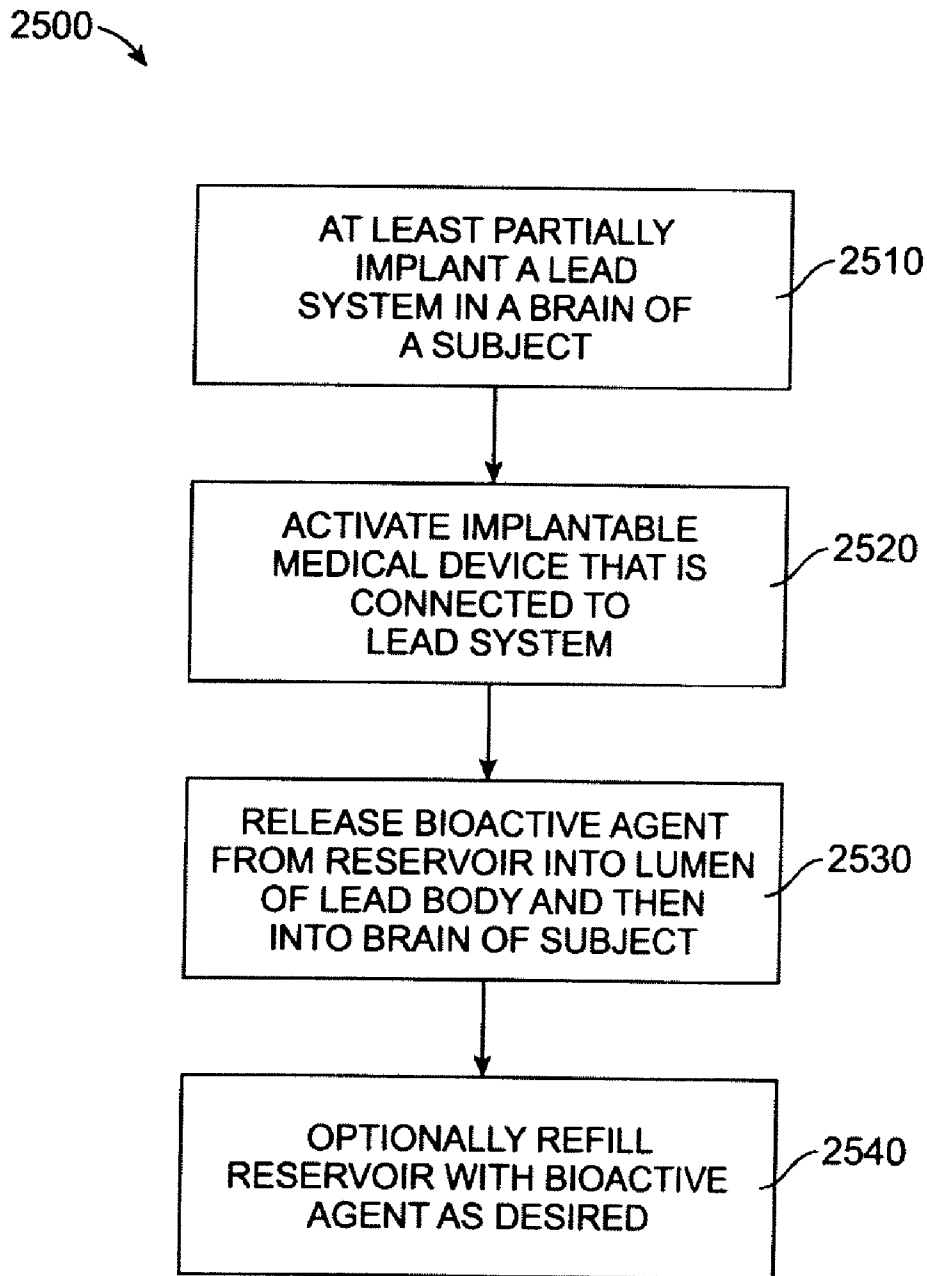 2500
AT LEAST PARTIALLY
IMPLANT A LEAD
SYSTEM IN A BRAIN OF
A SUBJECT
2510
ACTIVATE IMPLANTABLE
MEDICAL DEVICE THAT IS
CONNECTED TO
LEAD SYSTEM
2520
RELEASE BIOACTIVE AGENT
FROM RESERVOIR INTO LUMEN
OF LEAD BODY AND THEN
INTO BRAIN OF SUBJECT
2530
OPTIONALLY REFILL
RESERVOIR WITH BIOACTIVE
AGENT AS DESIRED
2540